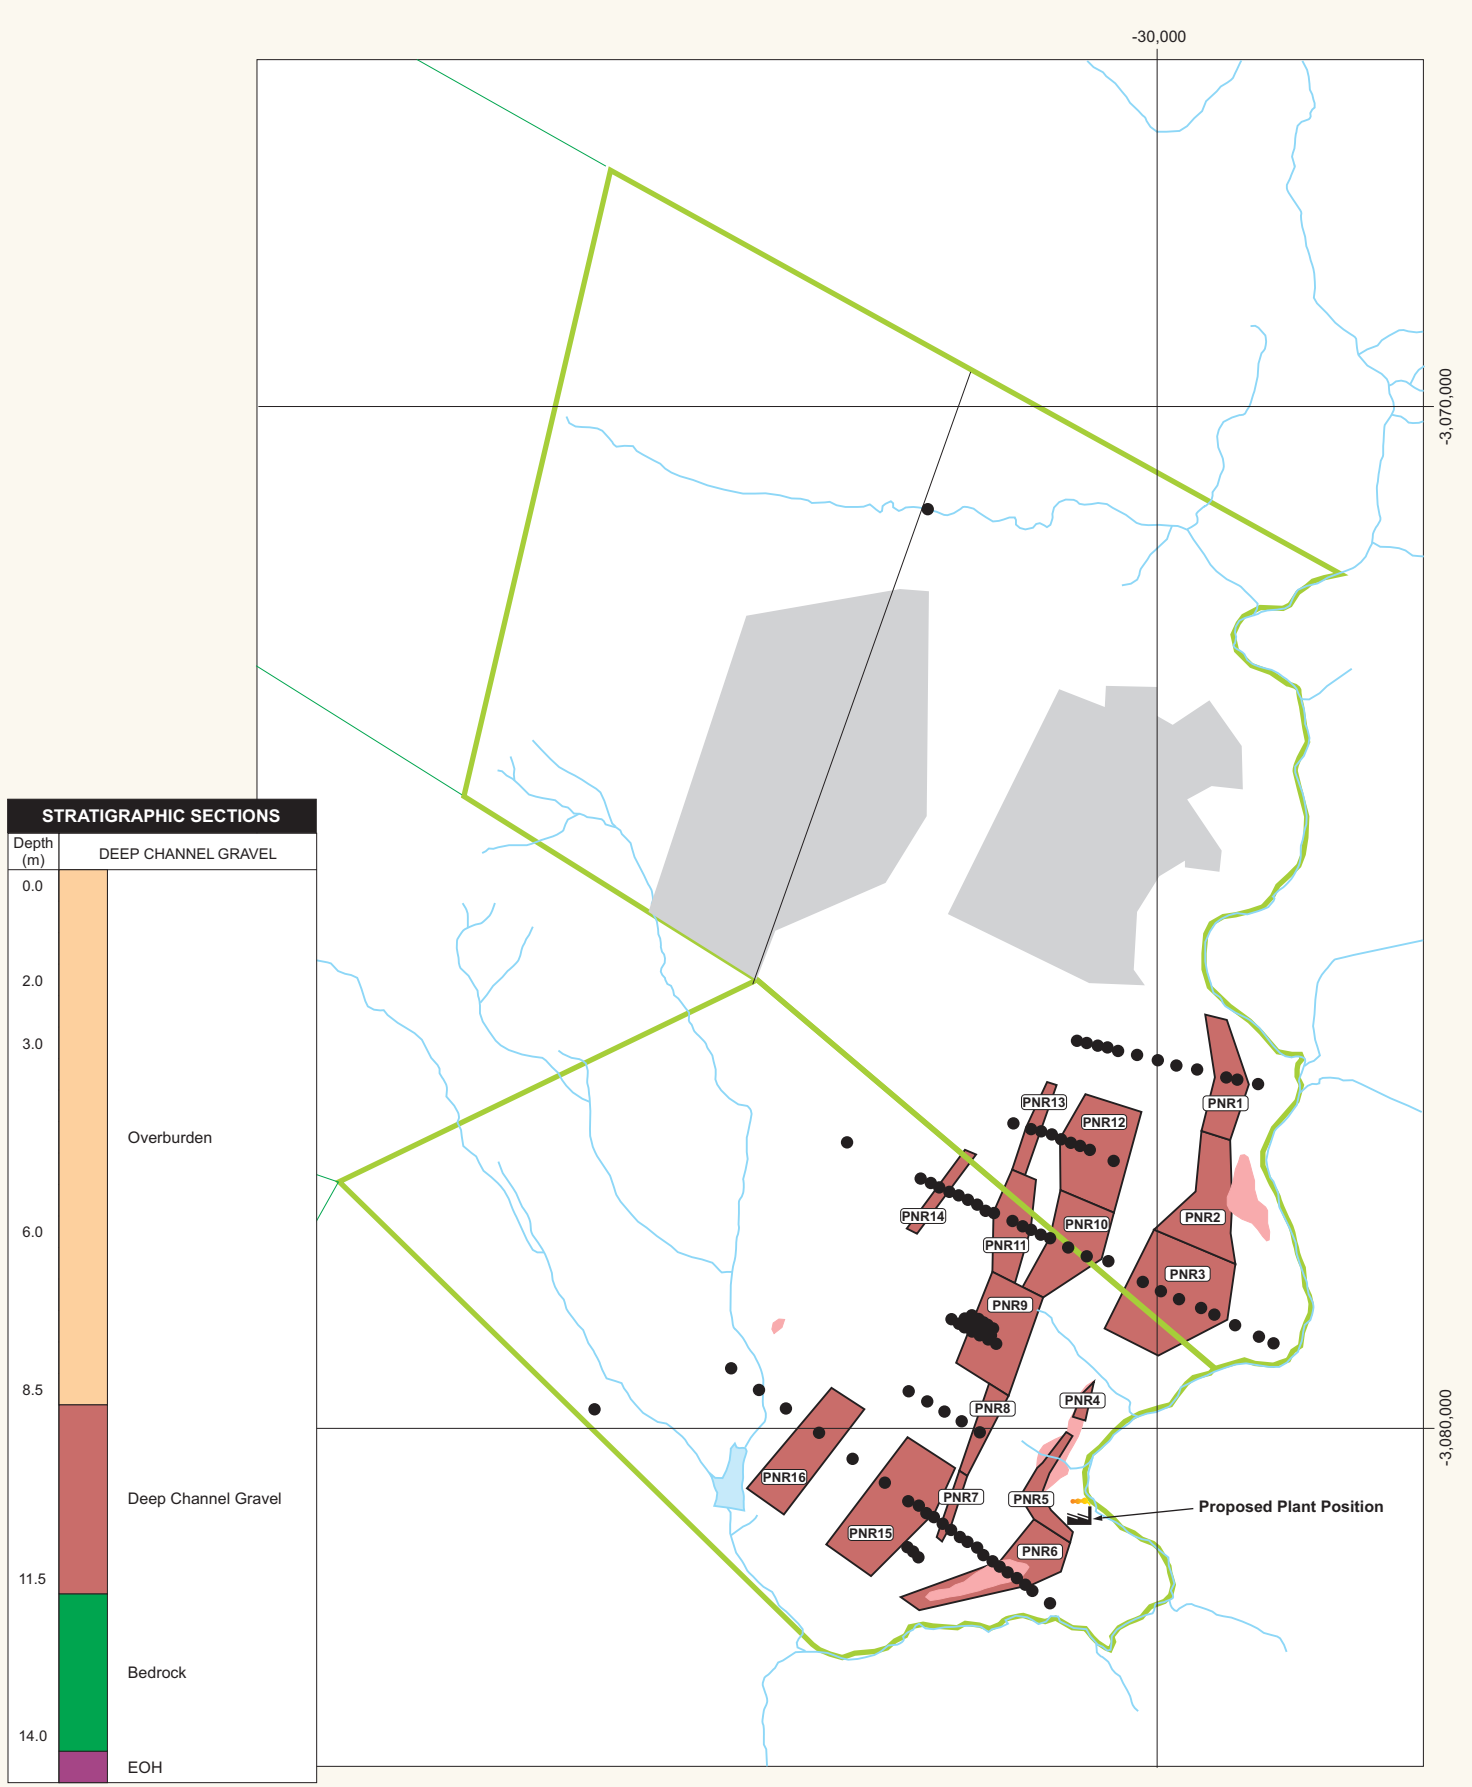 -30,000
-3,070,000
STRATIGRAPHIC SECTIONS
Depth
(m)
DEEP CHANNEL GRAVEL
0.0
2.0
3.0
Overburden
6.0
8.5
Deep Channel Gravel
11.5
Bedrock
14.0
EOH
PNR13
PNR1
PNR12
PNR14
PNR2
PNR10
PNR11
PNR3
PNR9
PNR4
PNR8
-3,080,000
PNR16
PNR7
PNR5
Proposed Plant Position
PNR15
PNR6